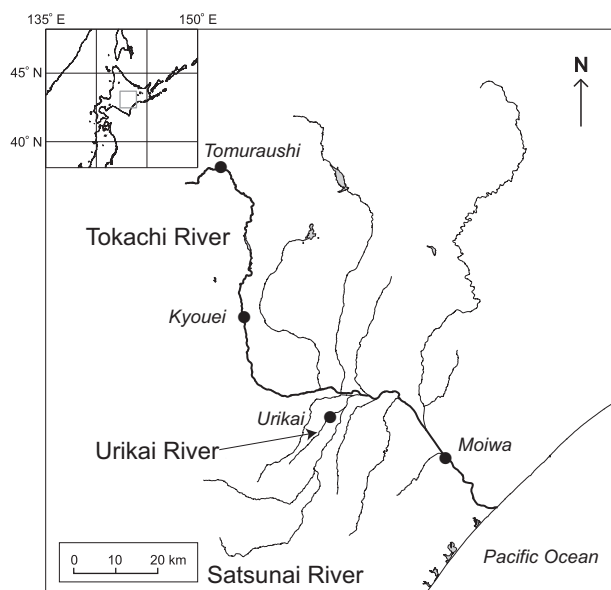 135° E
150° E
45° N
40° N
N
Tomuraushi
Tokachi River
Kyouei
Urikai
Urikai River
Moiwa
0 10 20 km
Satsunai River
Pacific Ocean